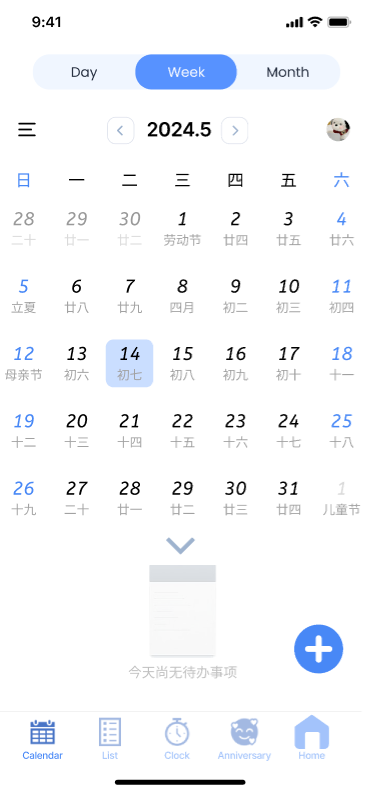 9:41
Day Week Month
2024.5
日 一 二 三 四 五 六
28 29 30 1 2 3 4
二十 廿一 廿二 劳动节 廿四 廿五 廿六
5 6 7 8 9 10 11
立夏 廿八 廿九 四月 初二 初三 初四
12 13 14 15 16 17 18
母亲节 初六 初七 初八 初九 初十 十一
19 20 21 22 23 24 25
十二 十三 十四 十五 十六 十七 十八
26 27 28 29 30 31 1
十九 二十 廿一 廿二 廿三 廿四 儿童节
今天尚无待办事项
Calendar List Clock Anniversary Home